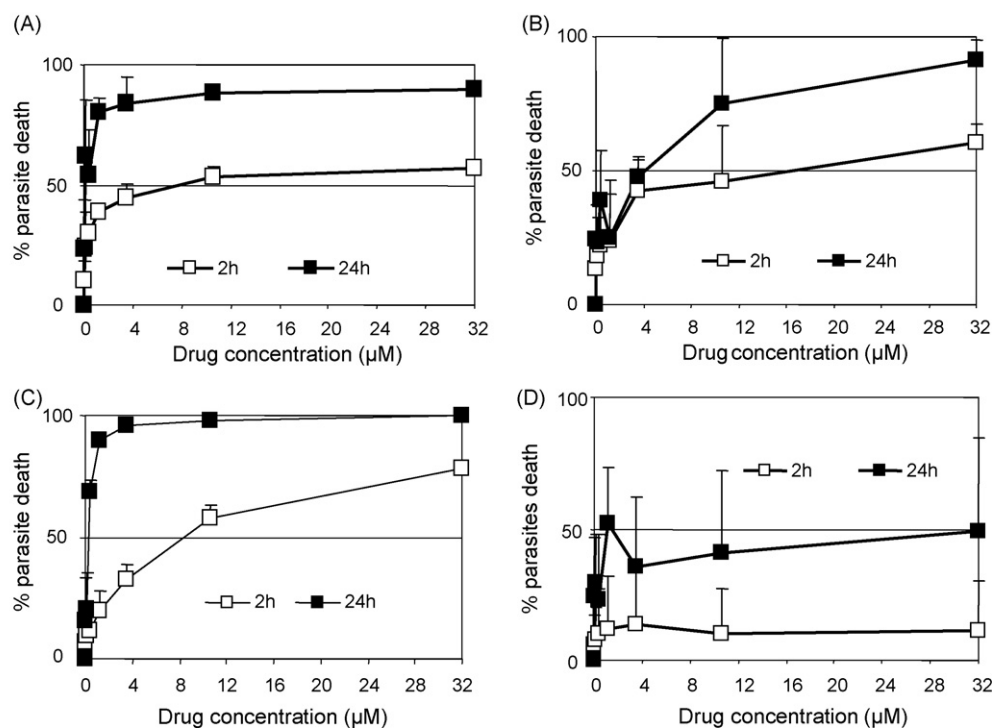 (A)
% parasite death
100
50
0
2h 24h
0 4 8 12 16 20 24 28 32
Drug concentration (µM)
(B)
% parasite death
100
50
0
2h 24h
0 4 8 12 16 20 24 28 32
Drug concentration (µM)
(C)
% parasite death
100
50
0
2h 24h
0 4 8 12 16 20 24 28 32
Drug concentration (µM)
(D)
% parasites death
100
50
0
2h 24h
0 4 8 12 16 20 24 28 32
Drug concentration (µM)